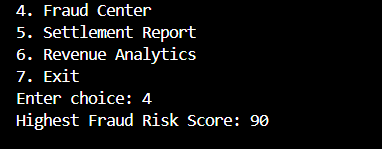 4. Fraud Center
5. Settlement Report
6. Revenue Analytics
7. Exit
Enter choice: 4
Highest Fraud Risk Score: 90